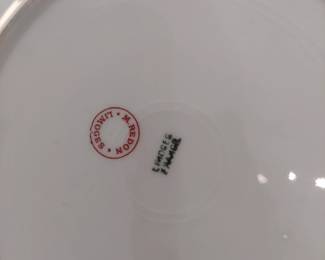 M. REDON • LIMOGES •
LIMOGES
FRANCE